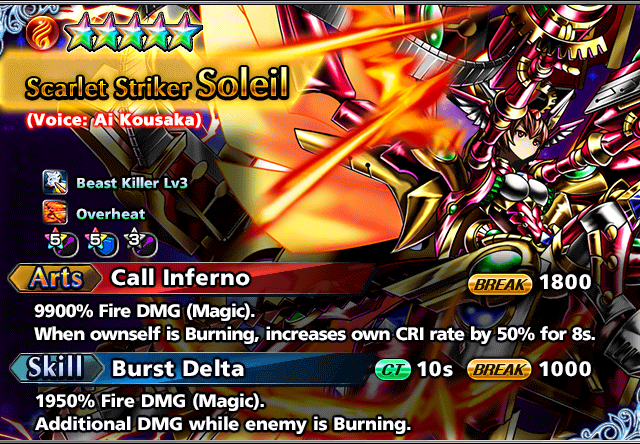 Scarlet Striker Soleil
(Voice: Ai Kousaka)
Beast Killer Lv3
Overheat
5 5 3
Arts Call Inferno BREAK 1800
9900% Fire DMG (Magic).
When ownself is Burning, increases own CRI rate by 50% for 8s.
Skill Burst Delta CT 10s BREAK 1000
1950% Fire DMG (Magic).
Additional DMG while enemy is Burning.